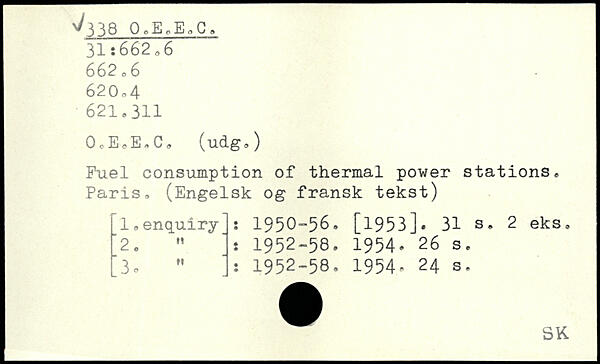 √338 O.E.E.C.
31:662.6
662.6
620.4
621.311
O.E.E.C. (udg.)
Fuel consumption of thermal power stations.
Paris. (Engelsk og fransk tekst)
[1.enquiry]: 1950-56. [1953]. 31 s. 2 eks.
[2. " ]: 1952-58. 1954. 26 s.
[3. " ]: 1952-58. 1954. 24 s.
SK